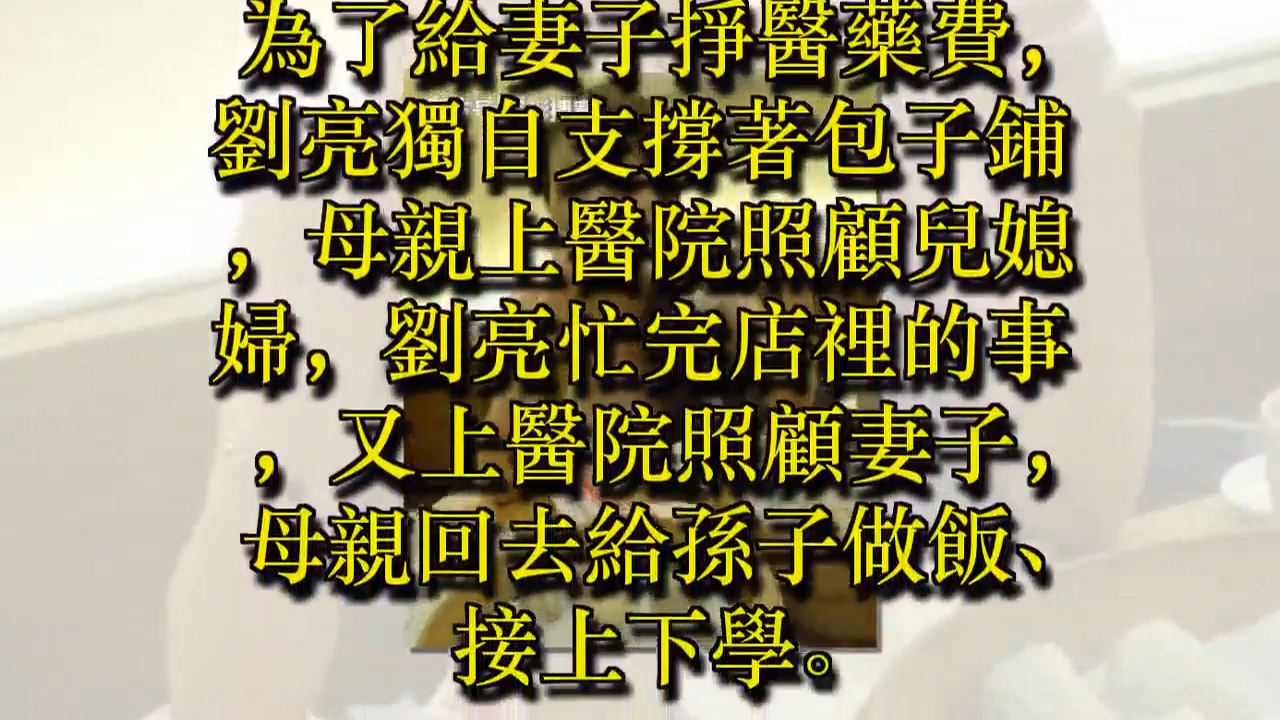 為了給妻子掙醫藥費，
劉亮獨自支撐著包子鋪
，母親上醫院照顧兒媳
婦，劉亮忙完店裡的事
，又上醫院照顧妻子，
母親回去給孫子做飯、
接上下學。